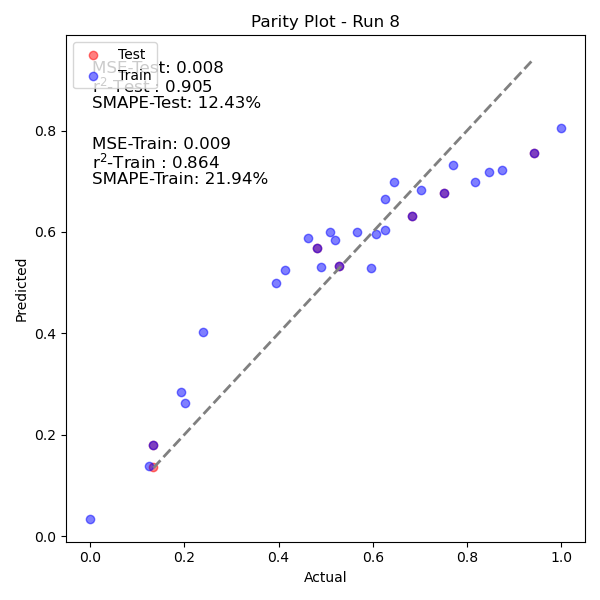 Parity Plot - Run 8
Test
Train
MSE-Test: 0.008
r²-Test : 0.905
SMAPE-Test: 12.43%
MSE-Train: 0.009
r²-Train : 0.864
SMAPE-Train: 21.94%
Predicted
0.8
0.6
0.4
0.2
0.0
0.0 0.2 0.4 0.6 0.8 1.0
Actual